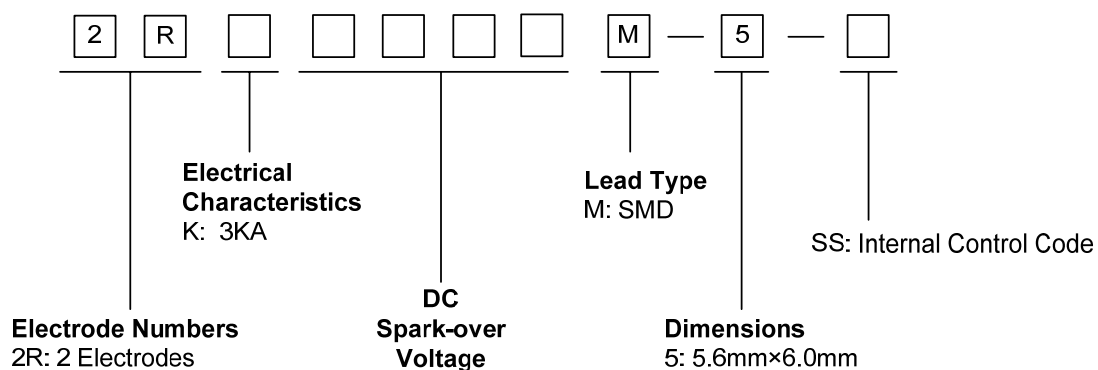 2 R M — 5 —
Electrical
Characteristics
K: 3KA
Lead Type
M: SMD
SS: Internal Control Code
Electrode Numbers
2R: 2 Electrodes
DC
Spark-over
Voltage
Dimensions
5: 5.6mm×6.0mm